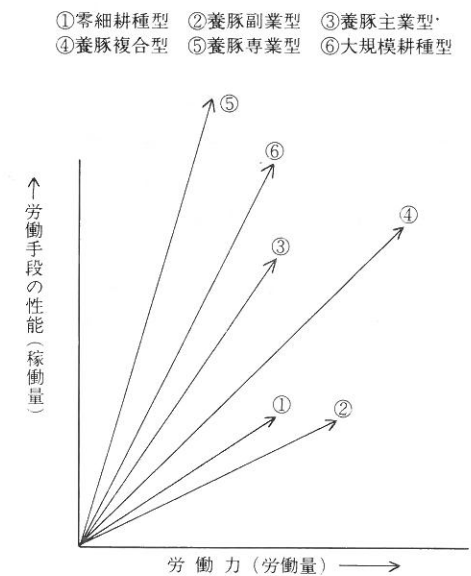 ①零細耕種型 ②養豚副業型 ③養豚主業型
④養豚複合型 ⑤養豚専業型 ⑥大規模耕種型
⑤
⑥
④
③
①
②
↑労働手段の性能(稼働量)
労働力(労働量)→